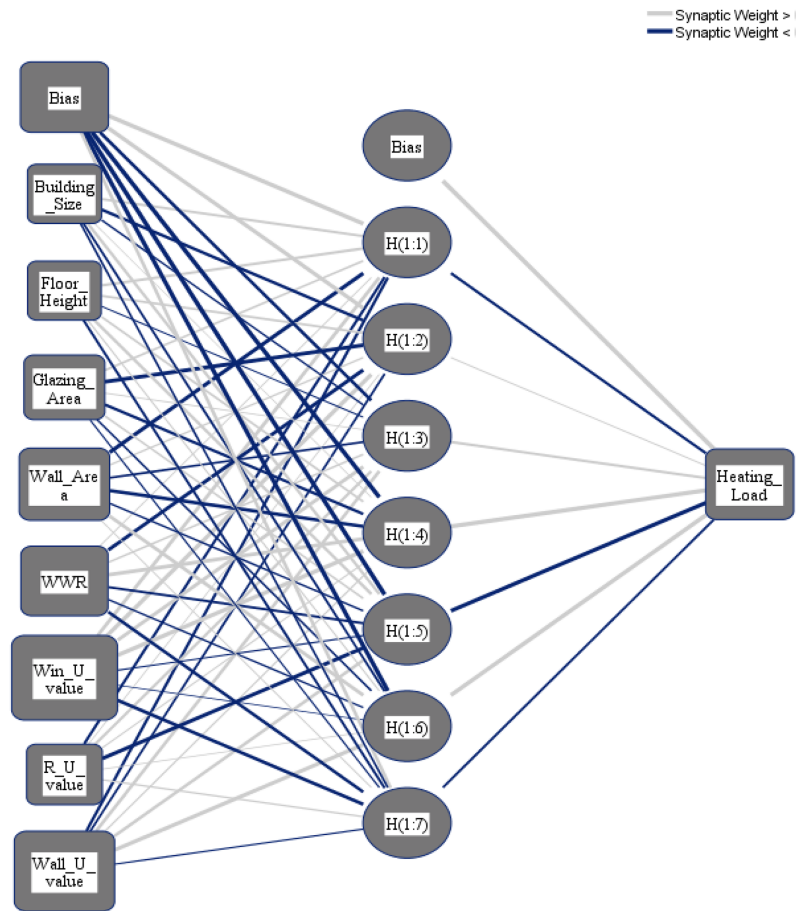 Synaptic Weight >
Synaptic Weight <
Bias
Building
_Size
Floor_
Height
Glazing_
Area
Wall_Are
a
WWR
Win_U_
value
R_U_
value
Wall_U_
value
Bias
H(1:1)
H(1:2)
H(1:3)
H(1:4)
H(1:5)
H(1:6)
H(1:7)
Heating_
Load